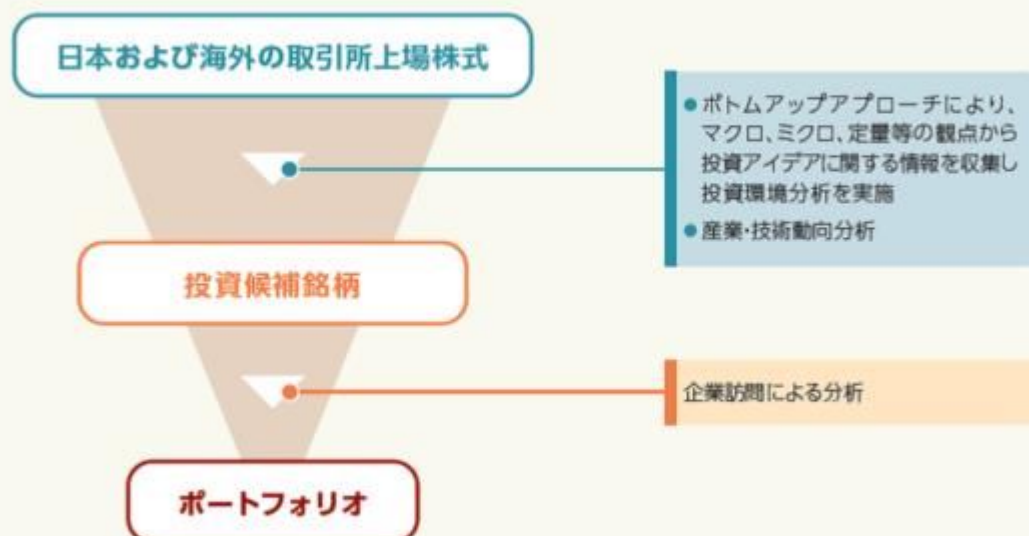 日本および海外の取引所上場株式
●ボトムアップアプローチにより、
マクロ、ミクロ、定量等の観点から
投資アイデアに関する情報を収集し
投資環境分析を実施
●産業・技術動向分析
投資候補銘柄
企業訪問による分析
ポートフォリオ